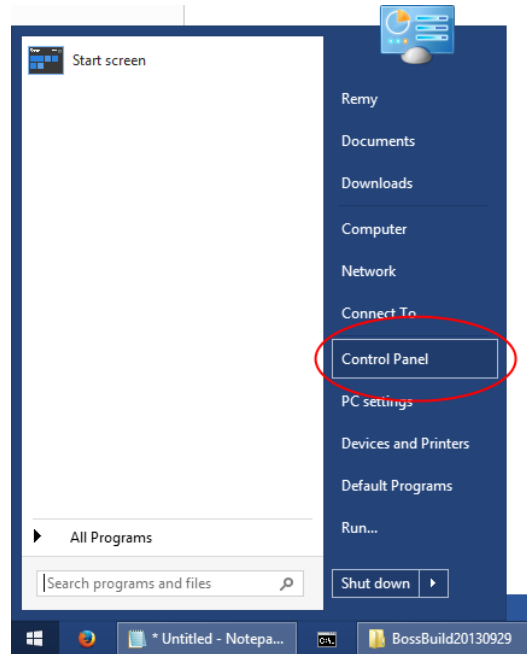 Start screen
Remy
Documents
Downloads
Computer
Network
Connect To
Control Panel
PC settings
Devices and Printers
Default Programs
Run...
All Programs
Search programs and files
Shut down
* Untitled - Notepa...
BossBuild20130929